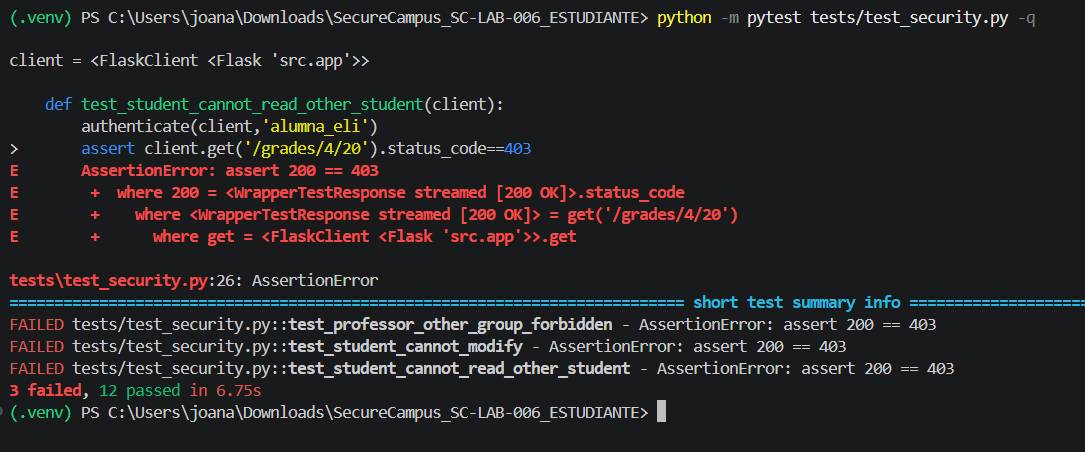 (.venv) PS C:\Users\joana\Downloads\SecureCampus_SC-LAB-006_ESTUDIANTE> python -m pytest tests/test_security.py -q
client = <FlaskClient <Flask 'src.app'>>
def test_student_cannot_read_other_student(client):
authenticate(client,'alumna_eli')
> assert client.get('/grades/4/20').status_code==403
E AssertionError: assert 200 == 403
E + where 200 = <WrapperTestResponse streamed [200 OK]>.status_code
E + where <WrapperTestResponse streamed [200 OK]> = get('/grades/4/20')
E + where get = <FlaskClient <Flask 'src.app'>>.get
tests\test_security.py:26: AssertionError
=========================================================================== short test summary info ====================
FAILED tests/test_security.py::test_professor_other_group_forbidden - AssertionError: assert 200 == 403
FAILED tests/test_security.py::test_student_cannot_modify - AssertionError: assert 200 == 403
FAILED tests/test_security.py::test_student_cannot_read_other_student - AssertionError: assert 200 == 403
3 failed, 12 passed in 6.75s
(.venv) PS C:\Users\joana\Downloads\SecureCampus_SC-LAB-006_ESTUDIANTE>